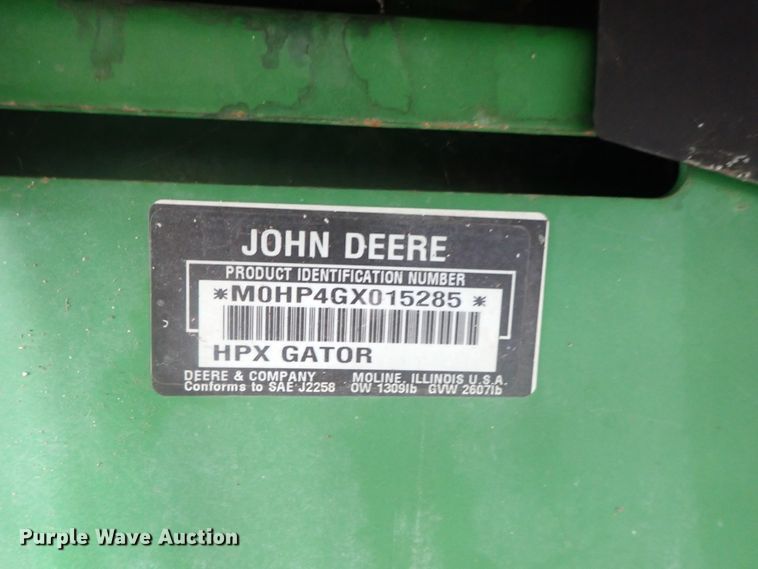 JOHN DEERE
PRODUCT IDENTIFICATION NUMBER
*M0HP4GX015285*
HPX GATOR
DEERE & COMPANY MOLINE, ILLINOIS U.S.A.
Conforms to SAE J2258 OW 1309lb GVW 2607lb
Purple Wave Auction